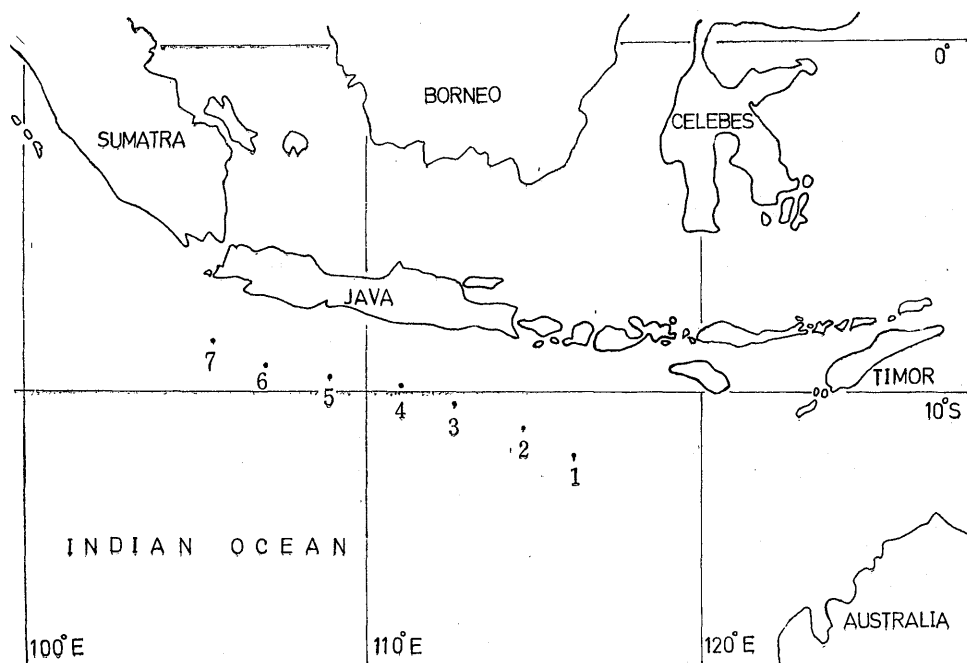 0°
BORNEO
CELEBES
SUMATRA
JAVA
7
6
5
4
3
2
1
TIMOR
10°S
INDIAN OCEAN
AUSTRALIA
100°E
110°E
120°E